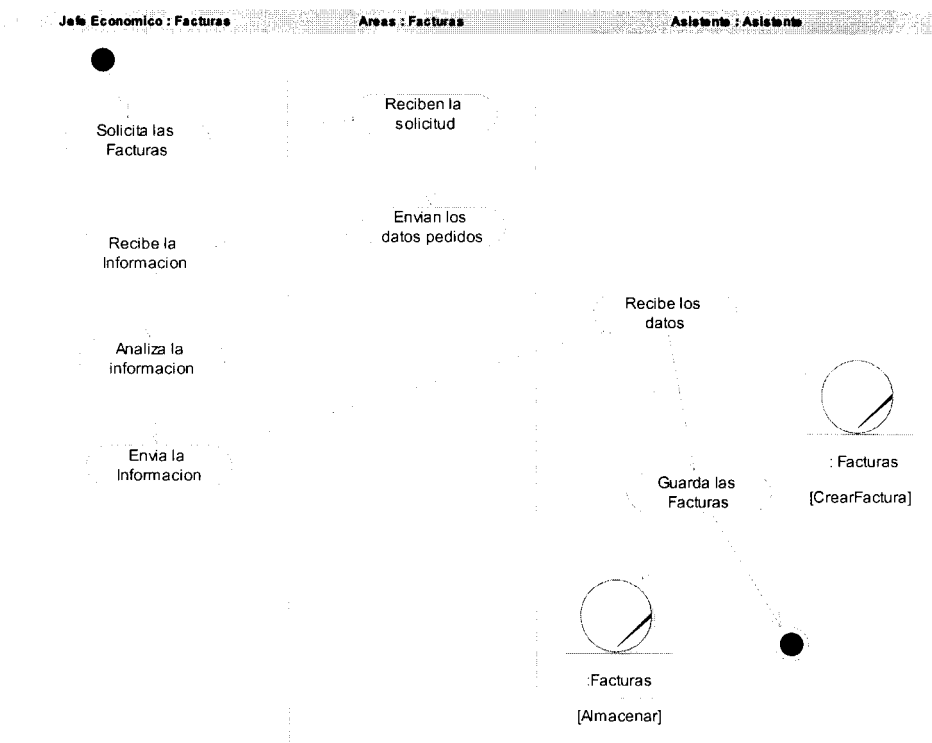 Jefe Economico : Facturas
Areas : Facturas
Asistente : Asistente
Solicita las
Facturas
Reciben la
solicitud
Envian los
datos pedidos
Recibe la
Informacion
Recibe los
datos
Analiza la
informacion
Envia la
Informacion
Guarda las
Facturas
: Facturas
[CrearFactura]
:Facturas
[Almacenar]